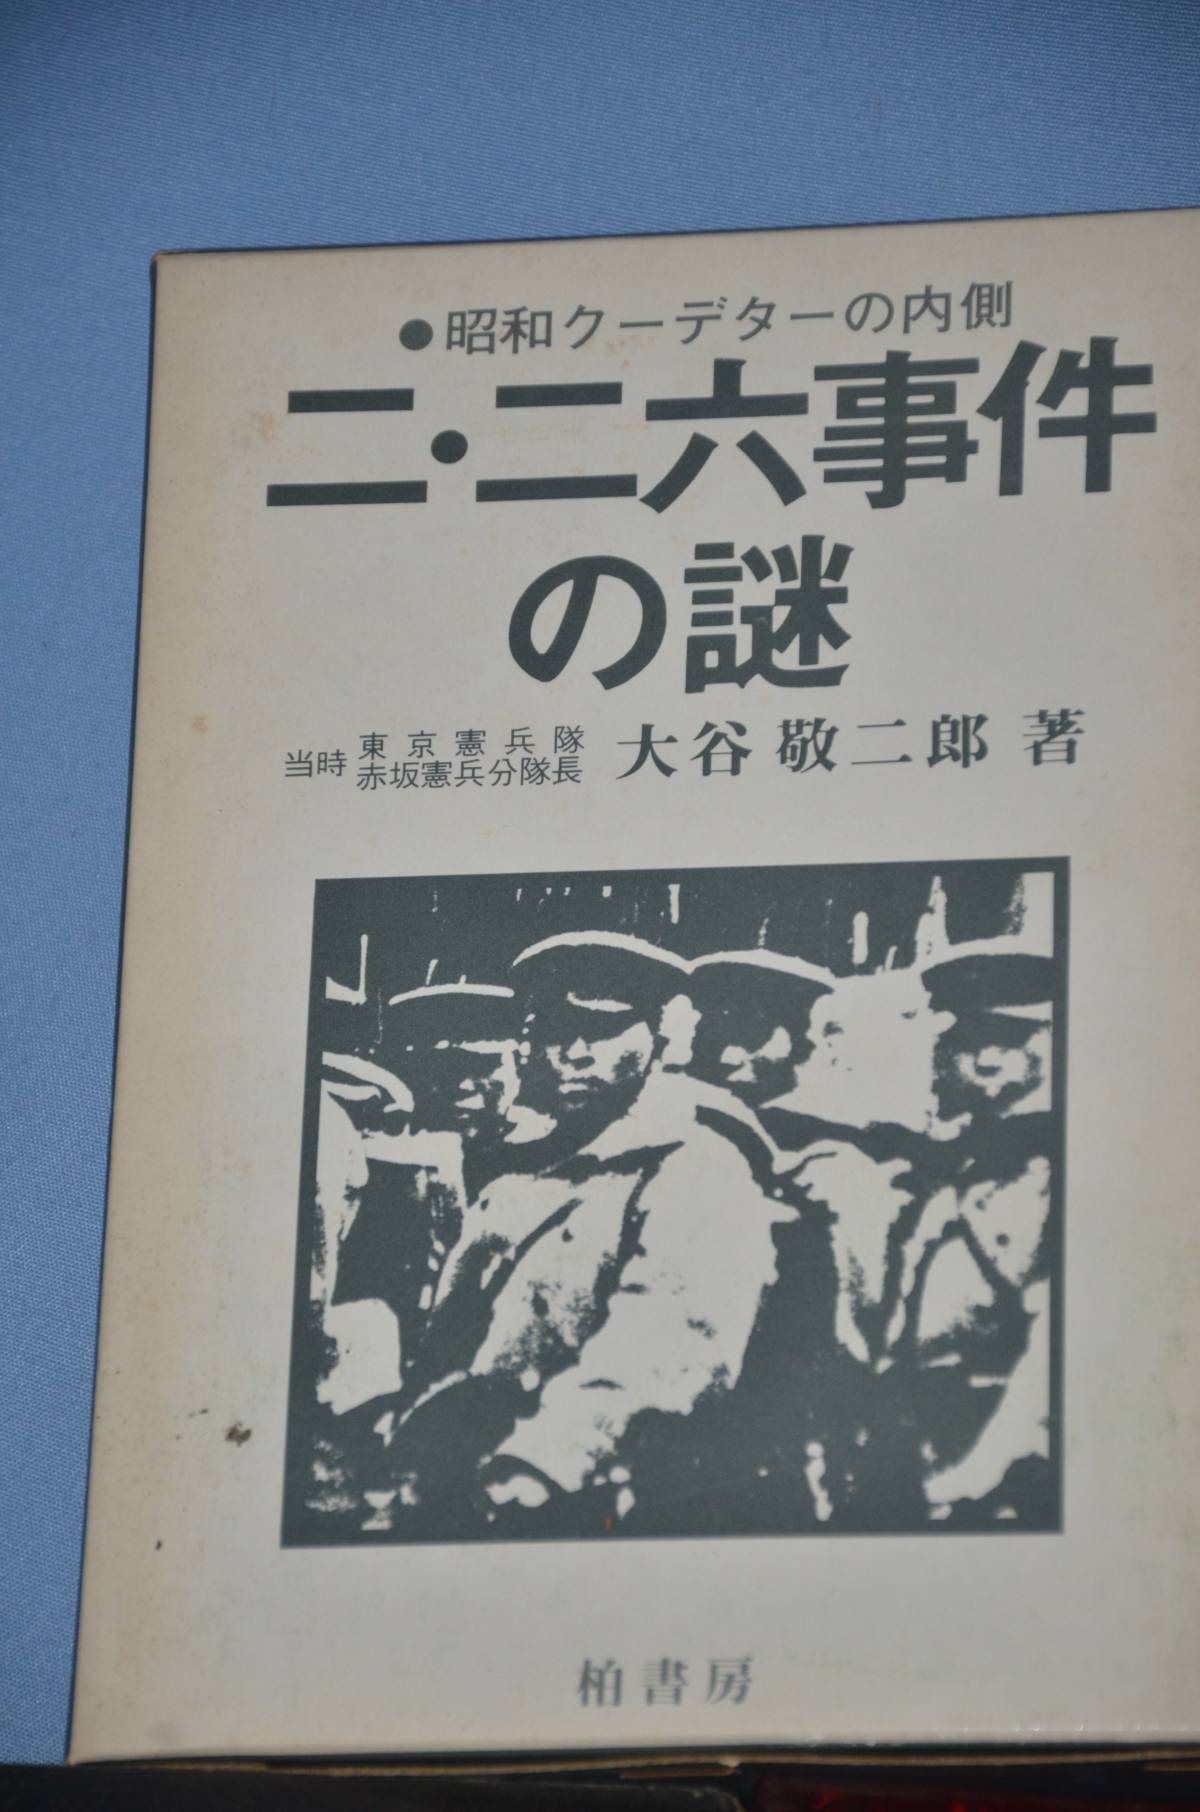 ●昭和クーデターの内側
二・二六事件
の謎
当時 東京憲兵隊
赤坂憲兵分隊長
大谷敬二郎 著
柏書房